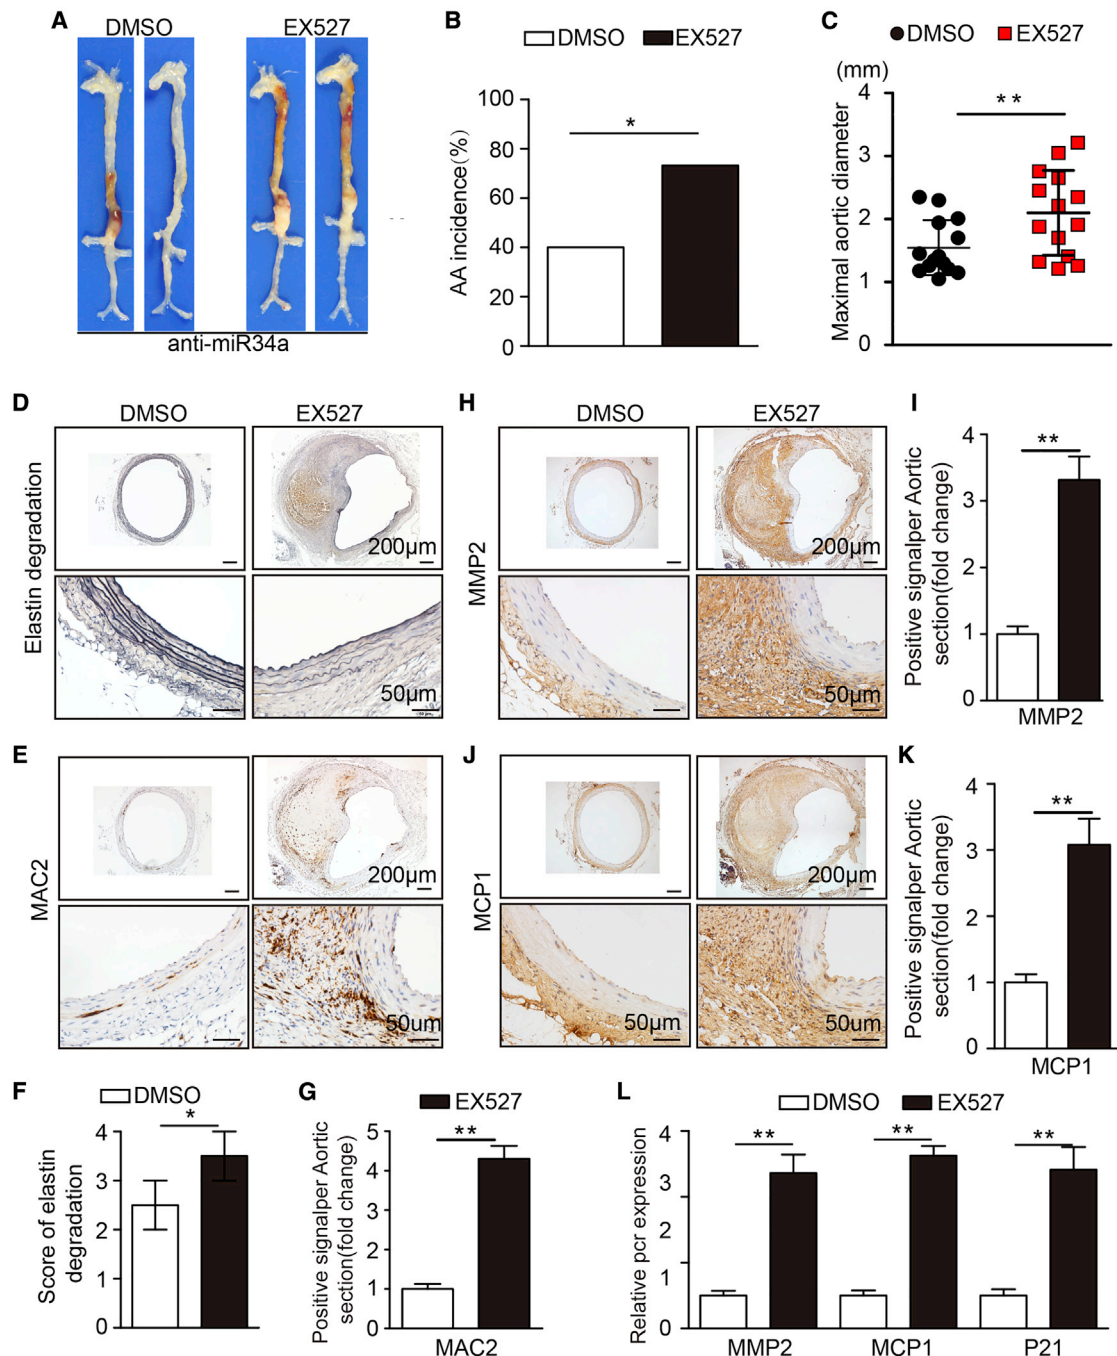 A
DMSO
EX527
anti-miR34a
B
DMSO
EX527
AA incidence(%)
100
80
60
40
20
0
*
C
DMSO
EX527
(mm)
Maximal aortic diameter
4
3
2
1
0
**
D
DMSO
EX527
Elastin degradation
200μm
50μm
H
DMSO
EX527
MMP2
200μm
50μm
I
Positive signalper Aortic
section(fold change)
4
3
2
1
0
**
MMP2
E
MAC2
200μm
50um
J
MCP1
200μm
50μm
50μm
K
Positive signalper Aortic
section(fold change)
4
3
2
1
0
**
MCP1
F
DMSO
Score of elastin
degradation
4
3
2
1
0
*
G
EX527
Positive signalper Aortic
section(fold change)
5
4
3
2
1
0
**
MAC2
L
DMSO
EX527
Relative pcr expression
4
3
2
1
0
**
**
**
MMP2
MCP1
P21